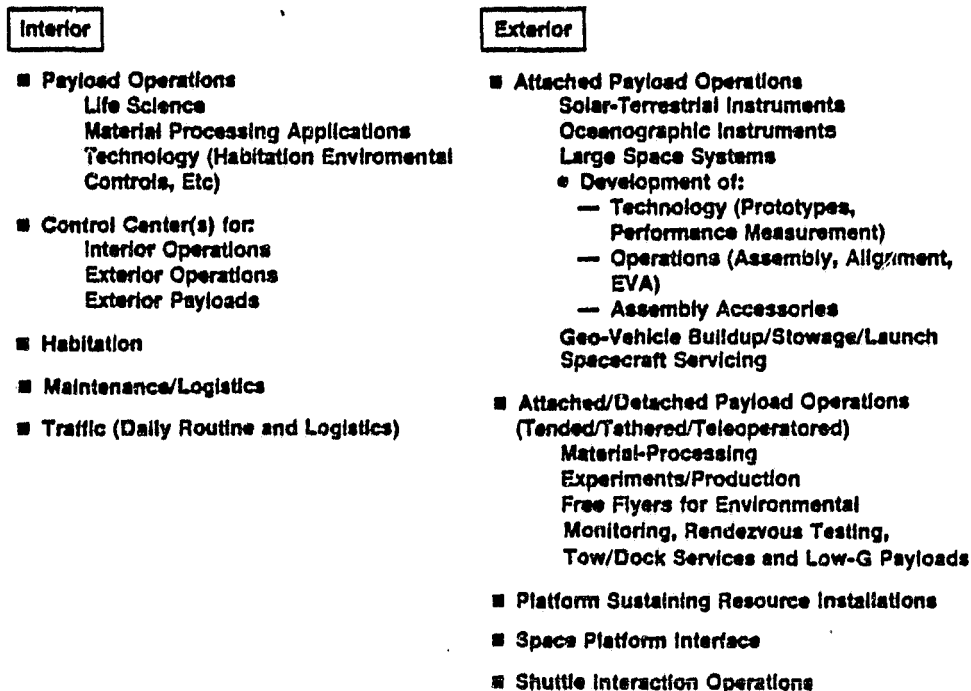 Interior
■ Payload Operations
Life Science
Material Processing Applications
Technology (Habitation Enviromental
Controls, Etc)
■ Control Center(s) for:
Interior Operations
Exterior Operations
Exterior Payloads
■ Habitation
■ Maintenance/Logistics
■ Traffic (Daily Routine and Logistics)
Exterior
■ Attached Payload Operations
Solar-Terrestrial Instruments
Oceanographic Instruments
Large Space Systems
• Development of:
— Technology (Prototypes,
Performance Measurement)
— Operations (Assembly, Alignment,
EVA)
— Assembly Accessories
Geo-Vehicle Buildup/Stowage/Launch
Spacecraft Servicing
■ Attached/Detached Payload Operations
(Tended/Tethered/Teleoperatored)
Material-Processing
Experiments/Production
Free Flyers for Environmental
Monitoring, Rendezvous Testing,
Tow/Dock Services and Low-G Payloads
■ Platform Sustaining Resource Installations
■ Space Platform Interface
■ Shuttle Interaction Operations